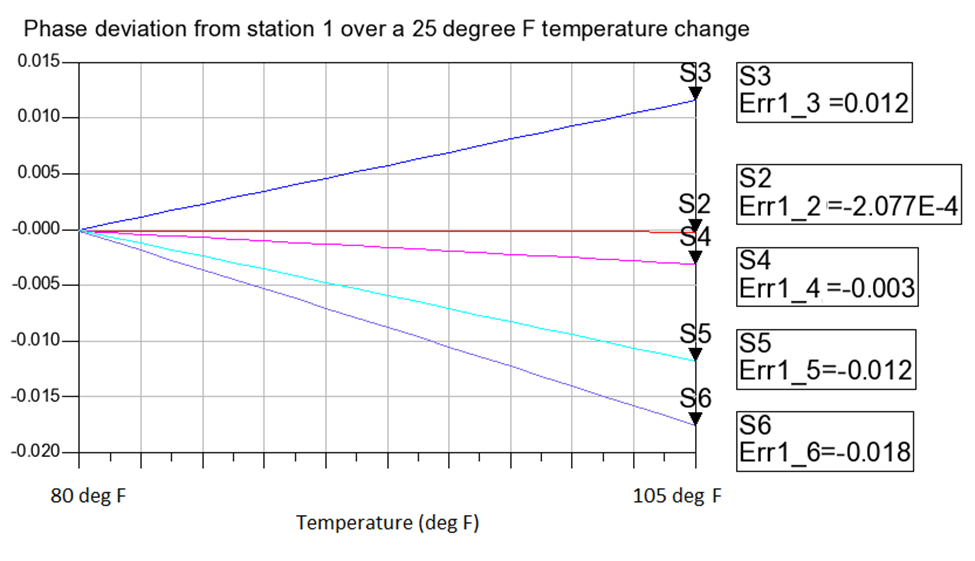 Phase deviation from station 1 over a 25 degree F temperature change
0.015
0.010
0.005
-0.000
-0.005
-0.010
-0.015
-0.020
S3
S2
S4
S5
S6
S3
Err1_3 =0.012
S2
Err1_2 =-2.077E-4
S4
Err1_4 =-0.003
S5
Err1_5=-0.012
S6
Err1_6=-0.018
80 deg F
105 deg F
Temperature (deg F)